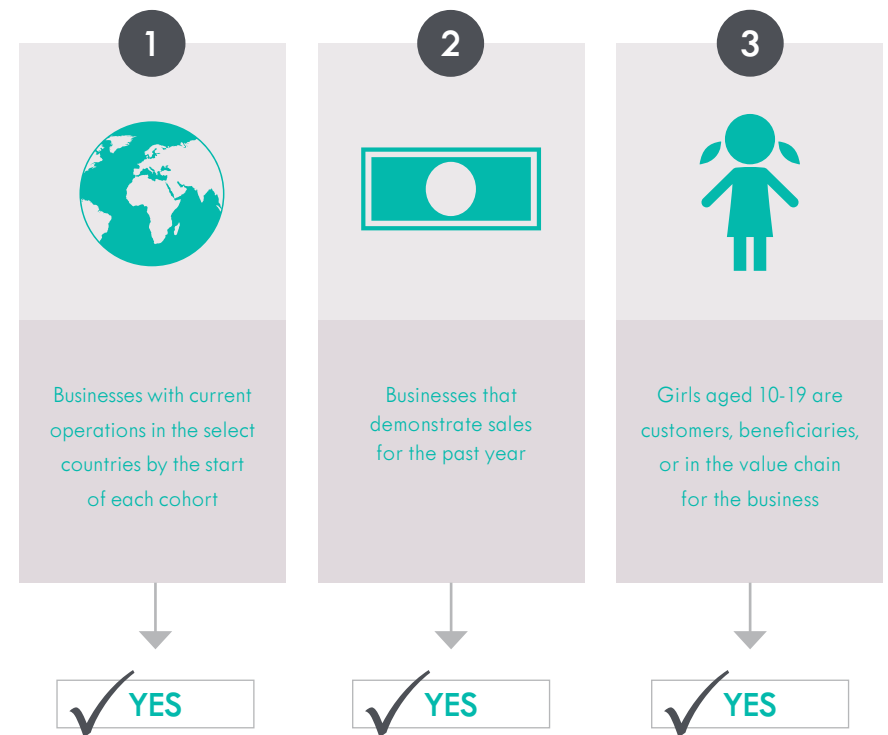 1
Businesses with current
operations in the select
countries by the start
of each cohort
YES
2
Businesses that
demonstrate sales
for the past year
YES
3
Girls aged 10-19 are
customers, beneficiaries,
or in the value chain
for the business
YES